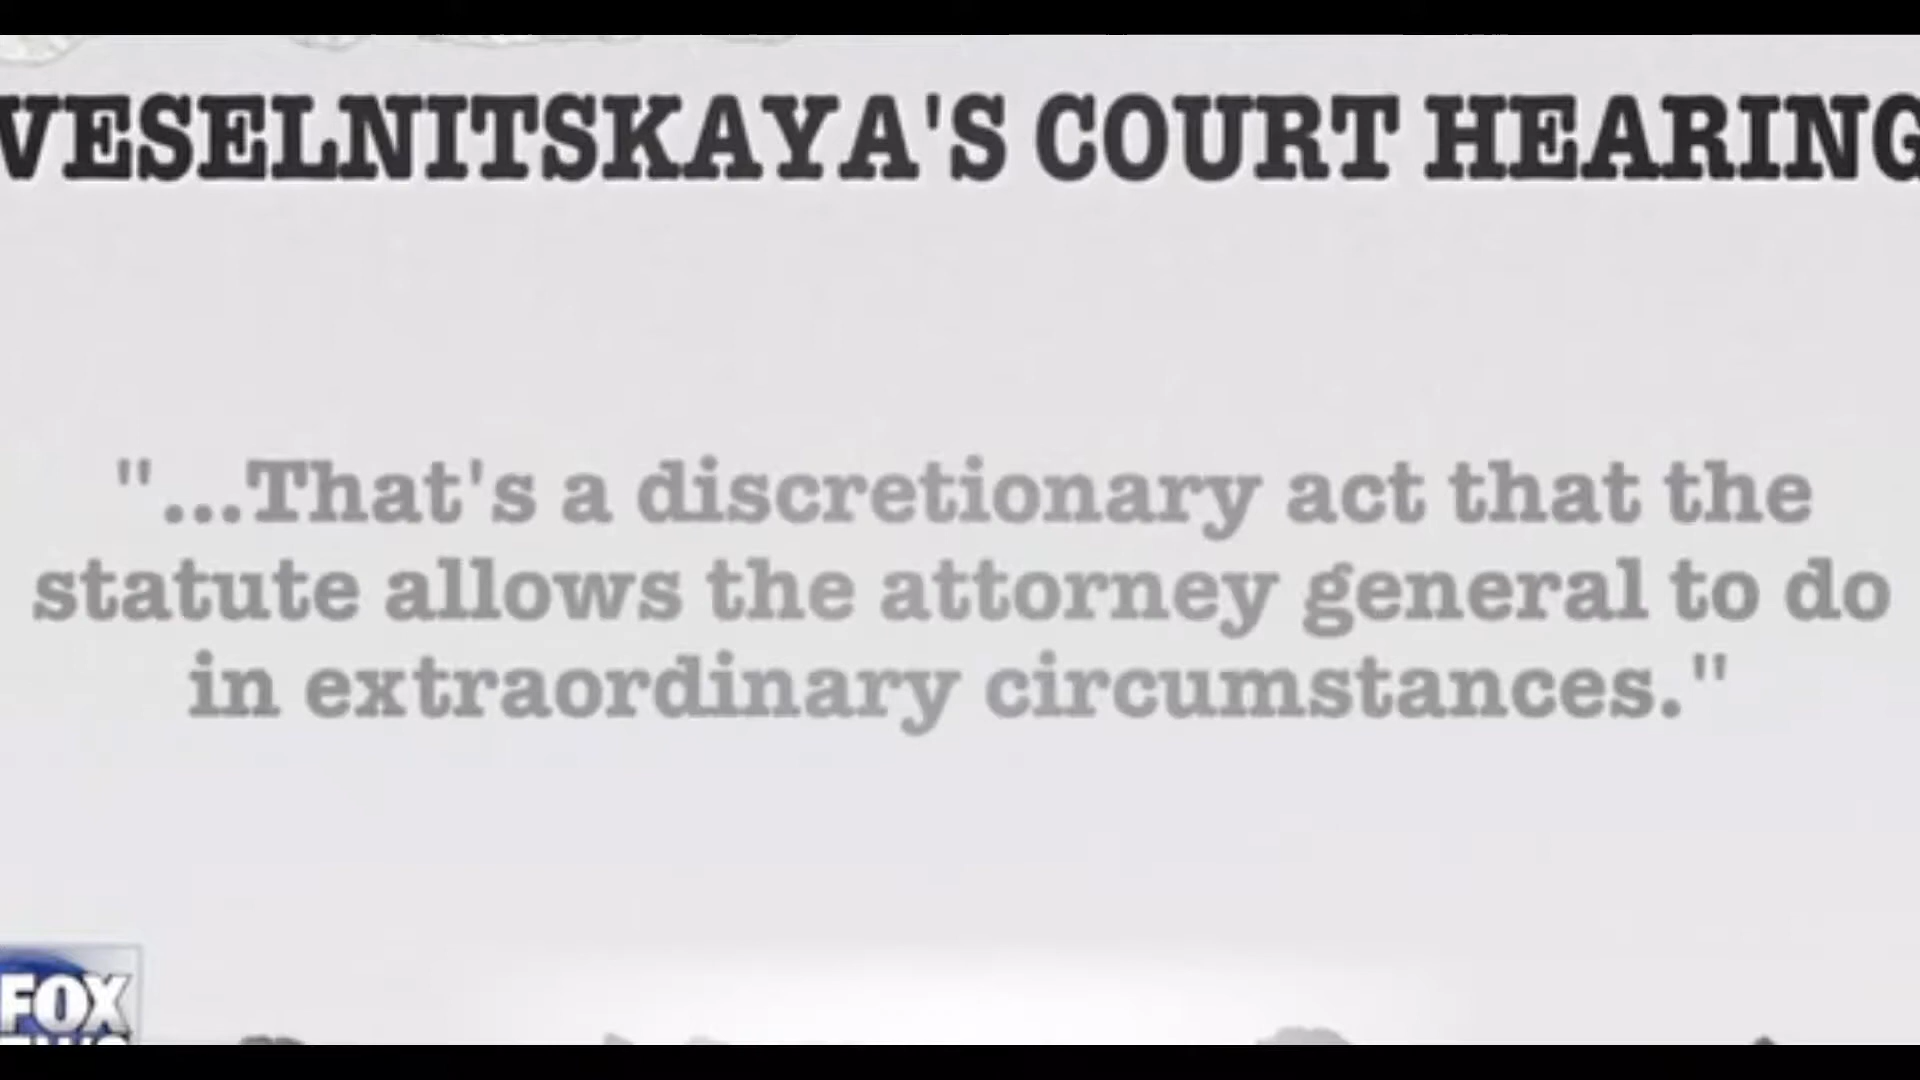 VESELNITSKAYA'S COURT HEARING
"...That's a discretionary act that the
statute allows the attorney general to do
in extraordinary circumstances."
FOX